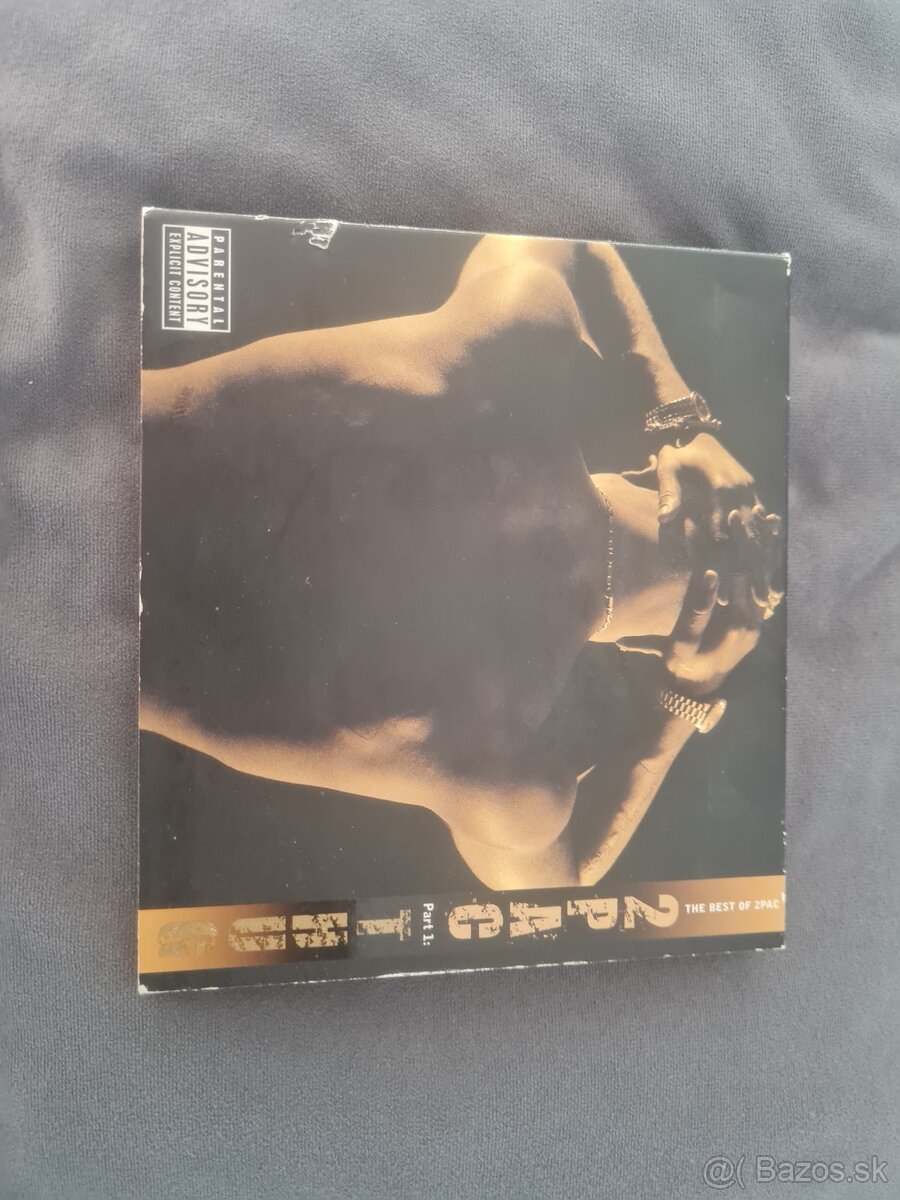 PARENTAL
ADVISORY
EXPLICIT CONTENT
THE BEST OF 2PAC
2PAC
Part 1:
THUG
@( Bazos.sk